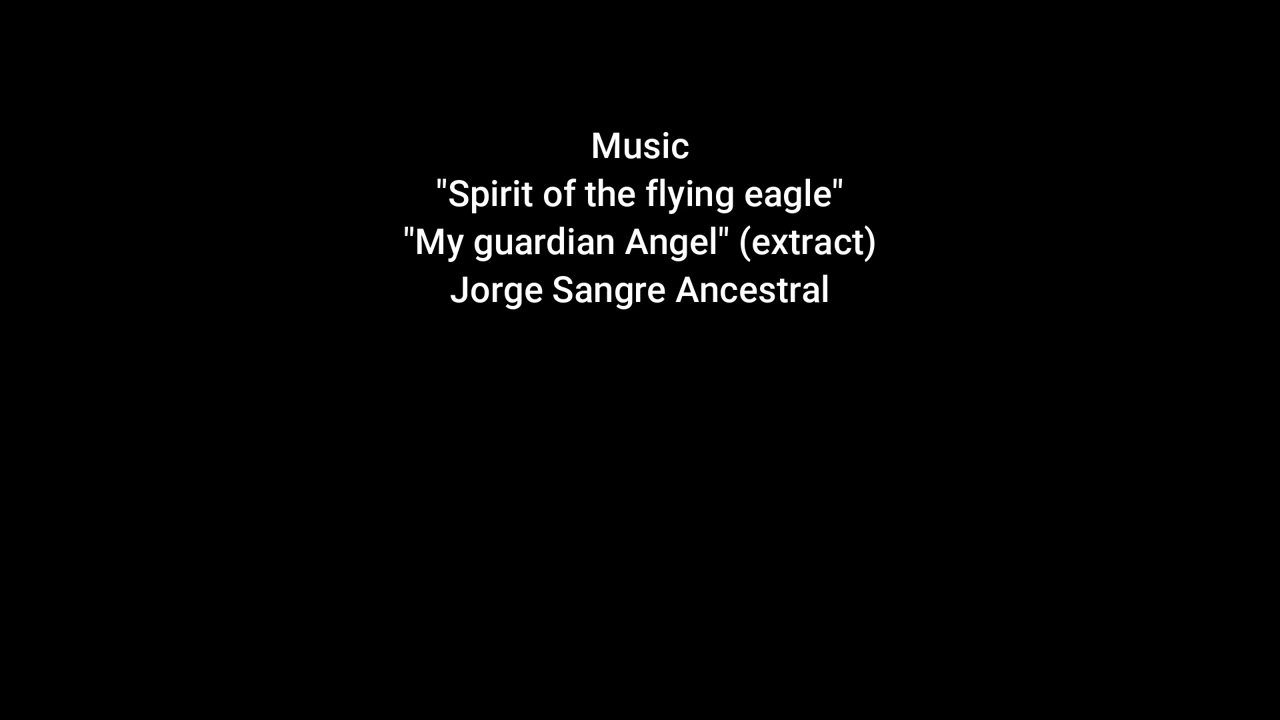 Music
"Spirit of the flying eagle"
"My guardian Angel" (extract)
Jorge Sangre Ancestral